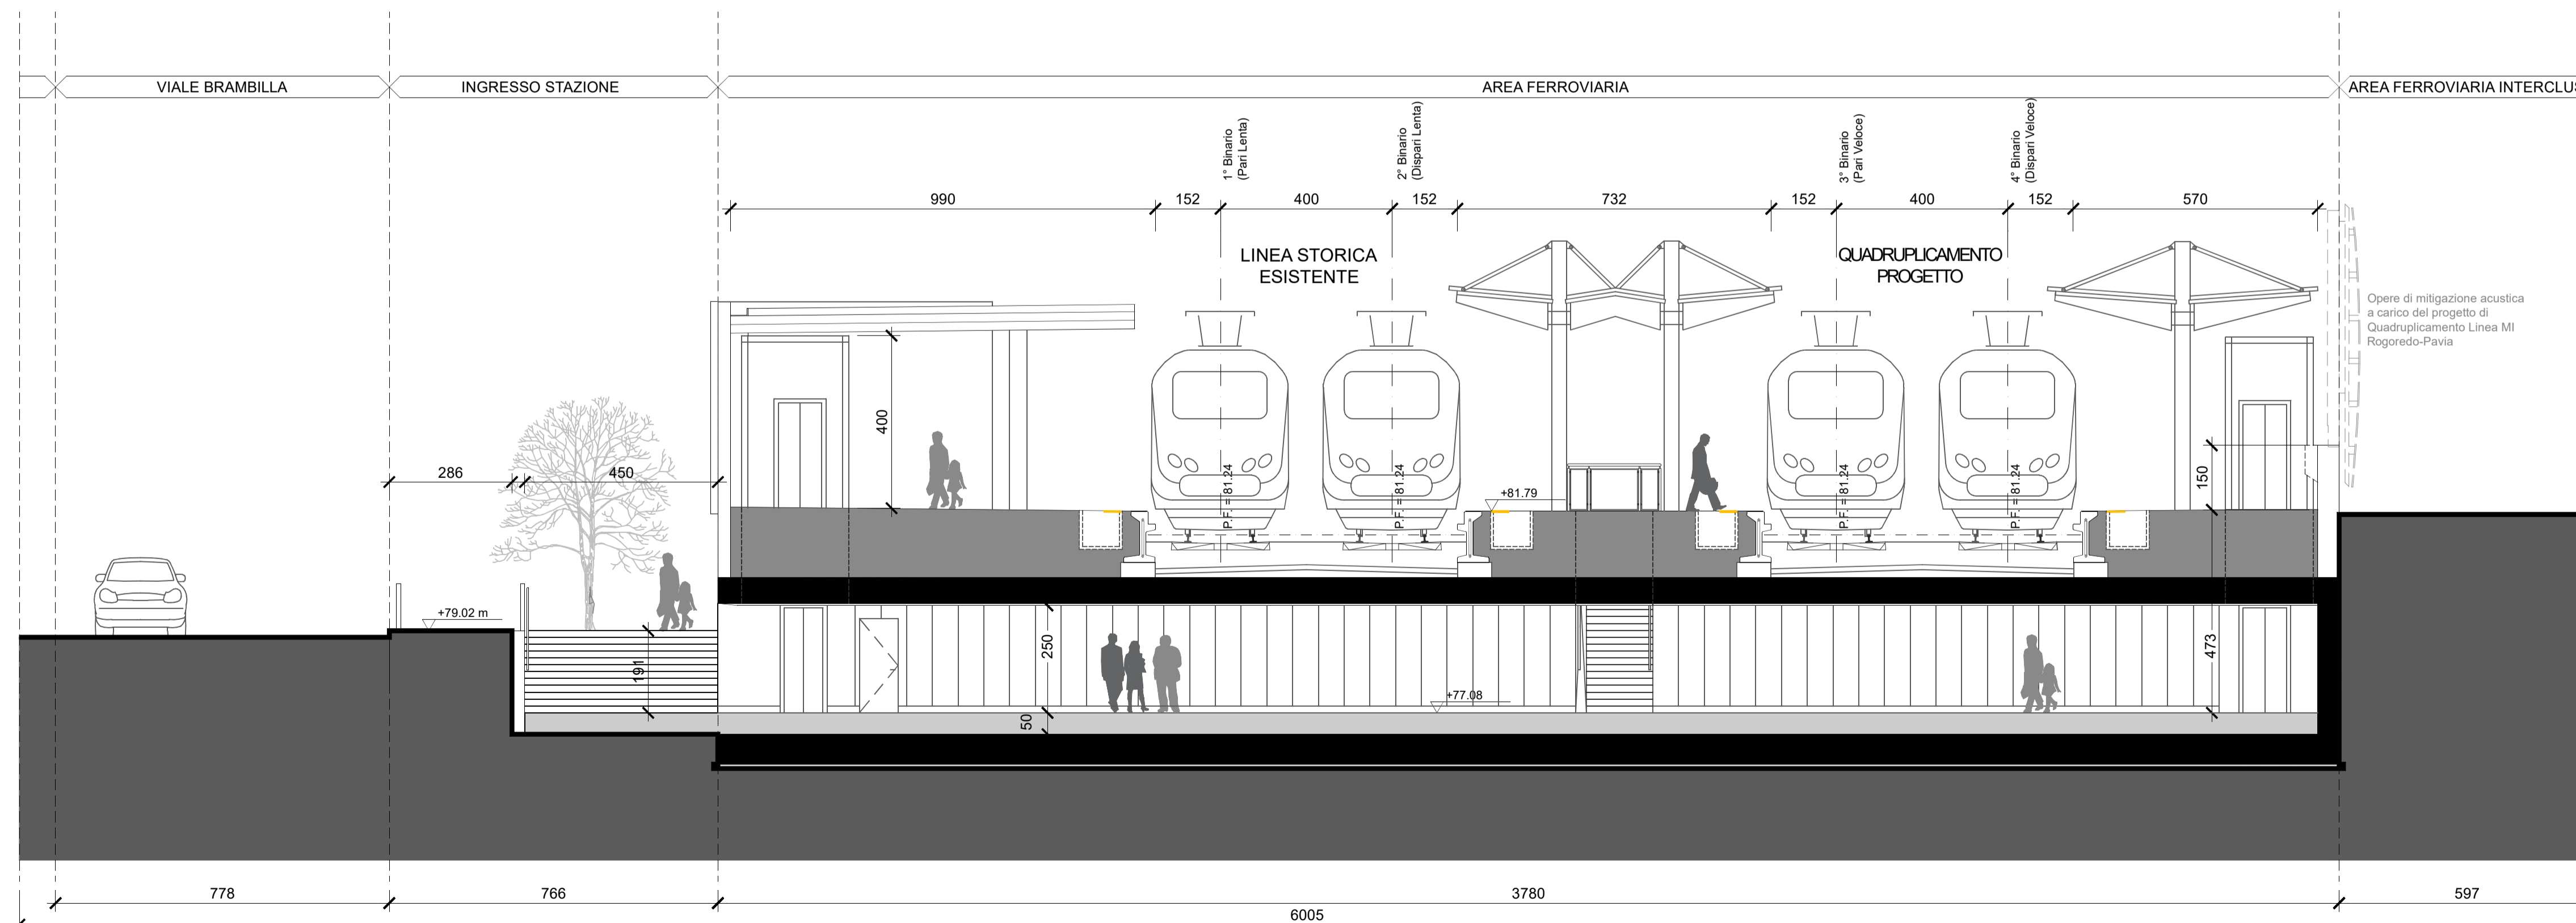 VIALE BRAMBILLA
INGRESSO STAZIONE
AREA FERROVIARIA
AREA FERROVIARIA INTERCLUS
1° Binario
(Pari Lenta)
2° Binario
(Dispari Lenta)
3° Binario
(Pari Veloce)
4° Binario
(Dispari Veloce)
990
152
400
152
732
152
400
152
570
LINEA STORICA
ESISTENTE
QUADRUPLICAMENTO
PROGETTO
Opere di mitigazione acustica
a carico del progetto di
Quadruplicamento Linea MI
Rogoredo-Pavia
400
286
450
P.F. = 81.24
P.F. = 81.24
+81.79
P.F. = 81.24
P.F. = 81.24
150
+79.02 m
191
250
473
+77.08
50
778
766
3780
597
6005